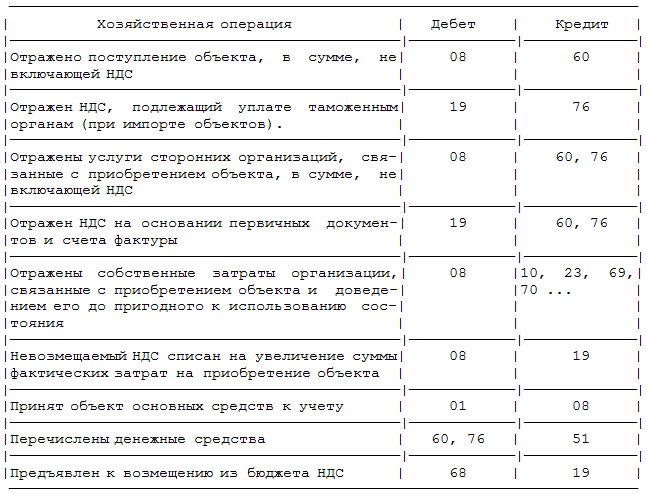 Хозяйственная операция | Дебет | Кредит
Отражено поступление объекта, в сумме, не | 08 | 60
включающей НДС
Отражен НДС, подлежащий уплате таможенным | 19 | 76
органам (при импорте объектов).
Отражены услуги сторонних организаций, свя- | 08 | 60, 76
занные с приобретением объекта, в сумме, не
включающей НДС
Отражен НДС на основании первичных докумен- | 19 | 60, 76
тов и счета фактуры
Отражены собственные затраты организации, | 08 | 10, 23, 69,
связанные с приобретением объекта и доведе- | | 70 ...
нием его до пригодного к использованию сос-
тояния
Невозмещаемый НДС списан на увеличение суммы | 08 | 19
фактических затрат на приобретение объекта
Принят объект основных средств к учету | 01 | 08
Перечислены денежные средства | 60, 76 | 51
Предъявлен к возмещению из бюджета НДС | 68 | 19